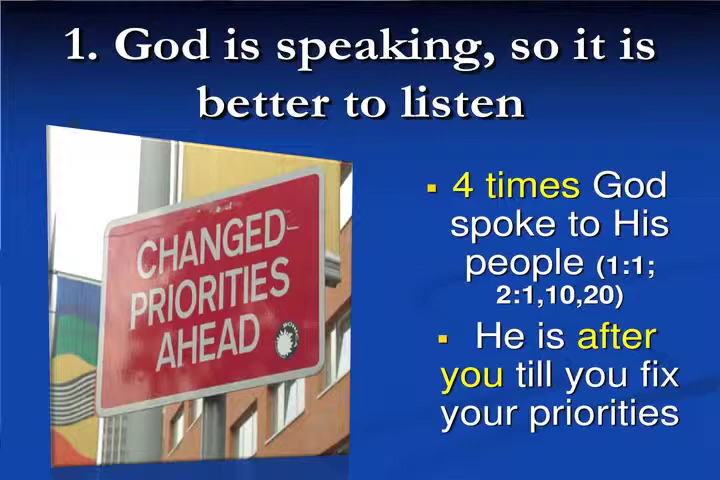 1. God is speaking, so it is
better to listen
CHANGED
PRIORITIES
AHEAD
▪ 4 times God
spoke to His
people (1:1;
2:1,10,20)
▪ He is after
you till you fix
your priorities